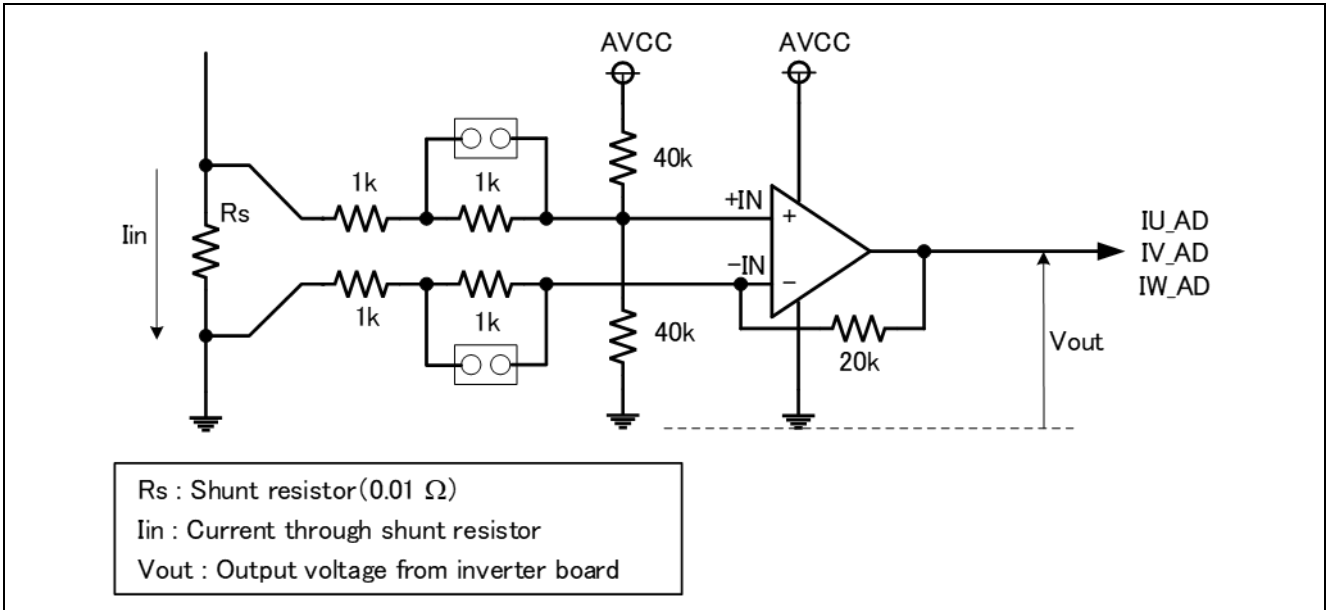 AVCC
AVCC
40k
1k
1k
+IN
+
Rs
Iin
IU_AD
IV_AD
IW_AD
-IN
−
1k
1k
40k
20k
Vout
Rs : Shunt resistor(0.01 Ω)
Iin : Current through shunt resistor
Vout : Output voltage from inverter board